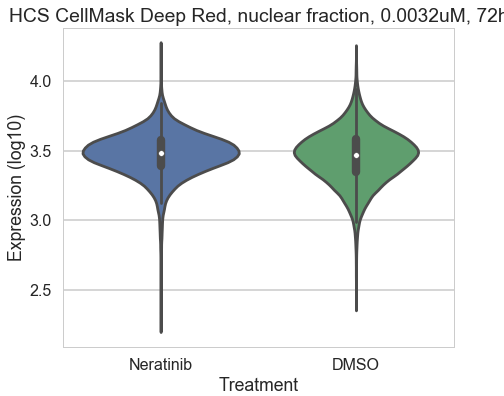 HCS CellMask Deep Red, nuclear fraction, 0.0032uM, 72h
4.0
3.5
3.0
2.5
Expression (log10)
Neratinib DMSO
Treatment